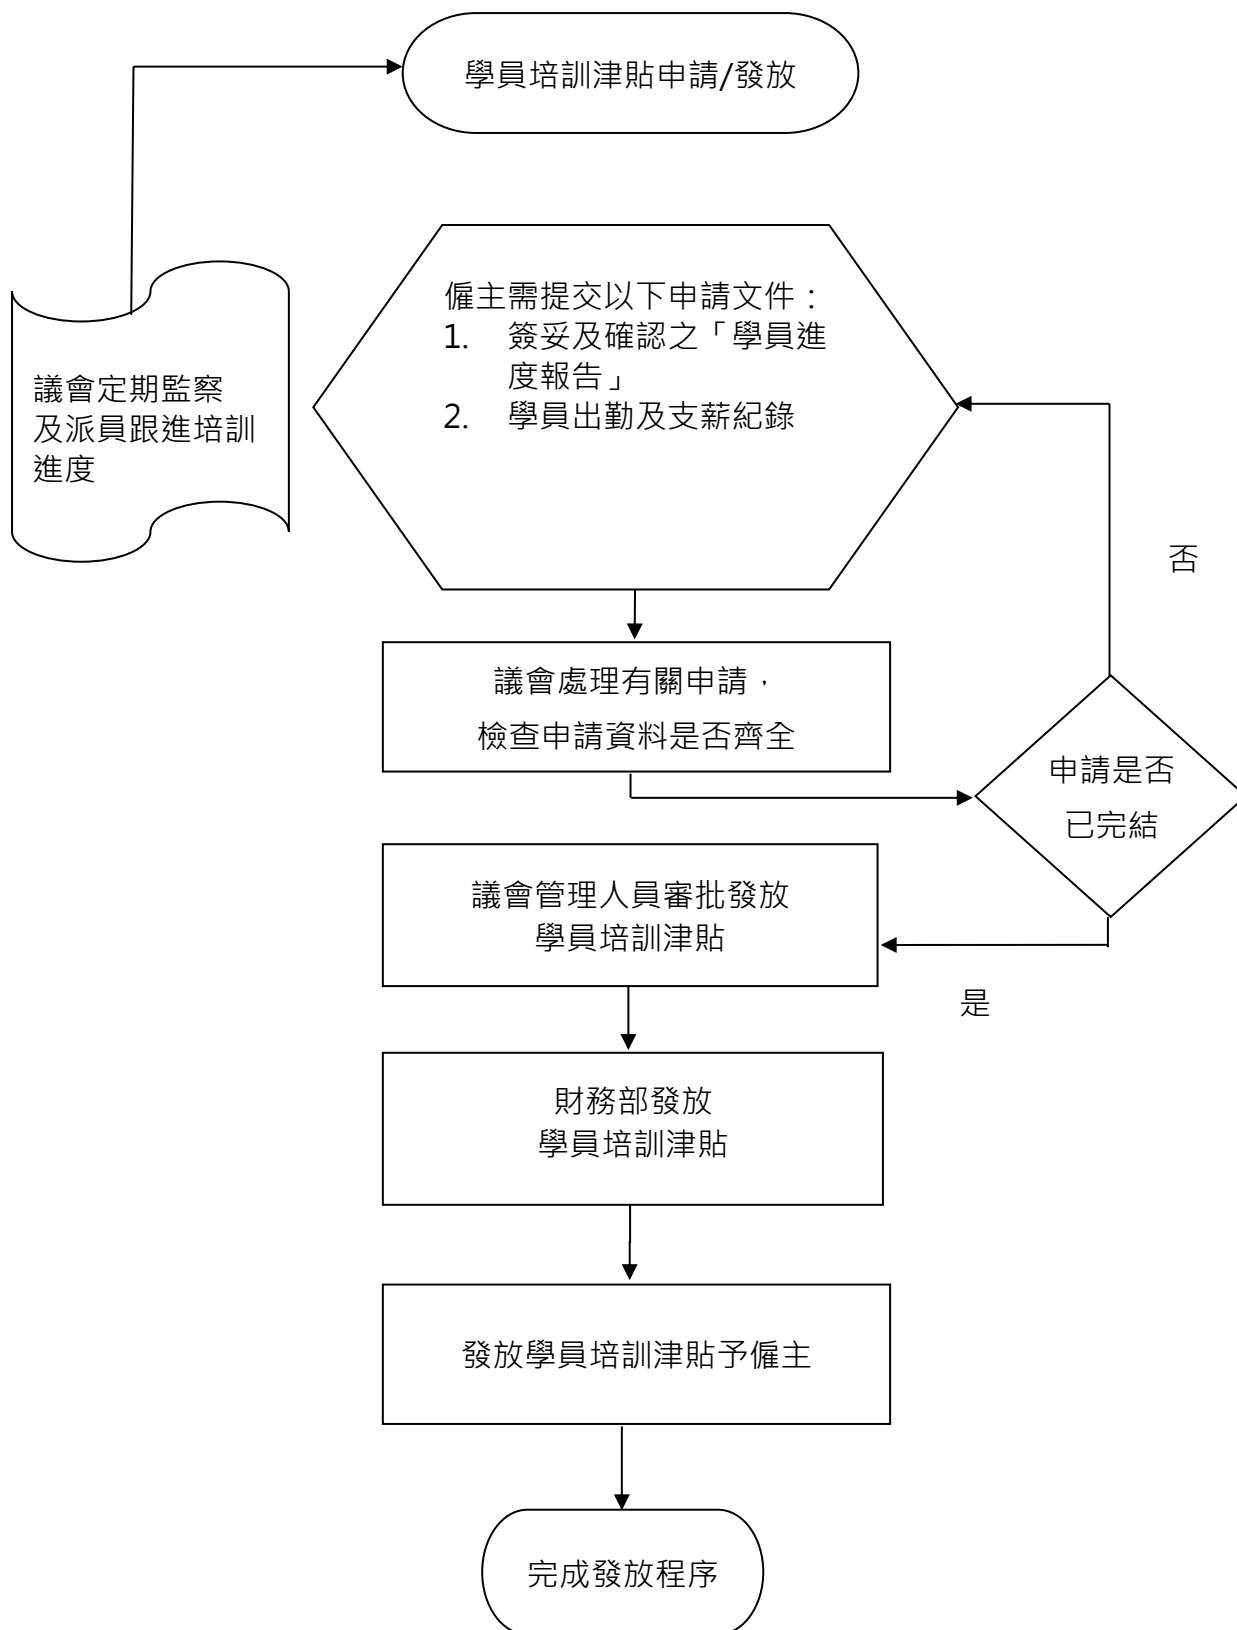 學員培訓津貼申請/發放
僱主需提交以下申請文件：
1. 簽妥及確認之「學員進
度報告」
2. 學員出勤及支薪紀錄
議會定期監察
及派員跟進培訓
進度
否
議會處理有關申請，
檢查申請資料是否齊全
申請是否
已完結
議會管理人員審批發放
學員培訓津貼
是
財務部發放
學員培訓津貼
發放學員培訓津貼予僱主
完成發放程序